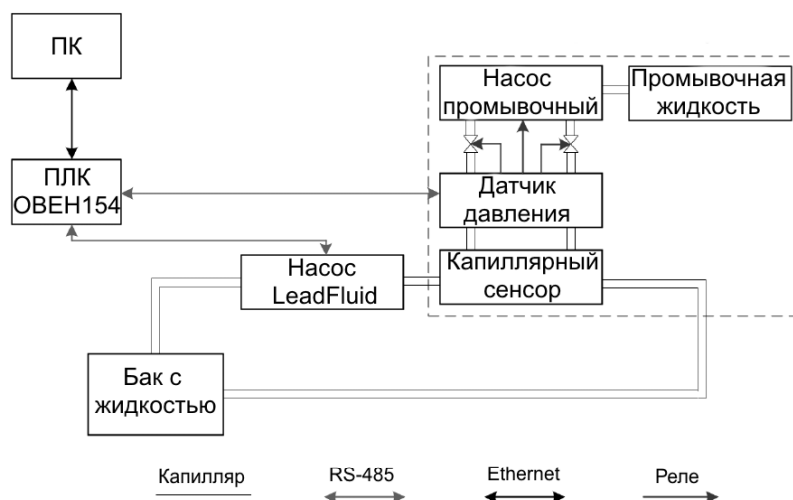 ПК
Насос
промывочный
Промывочная
жидкость
ПЛК
ОВЕН154
Датчик
давления
Насос
LeadFluid
Капиллярный
сенсор
Бак с
жидкостью
Капилляр
RS-485
Ethernet
Реле